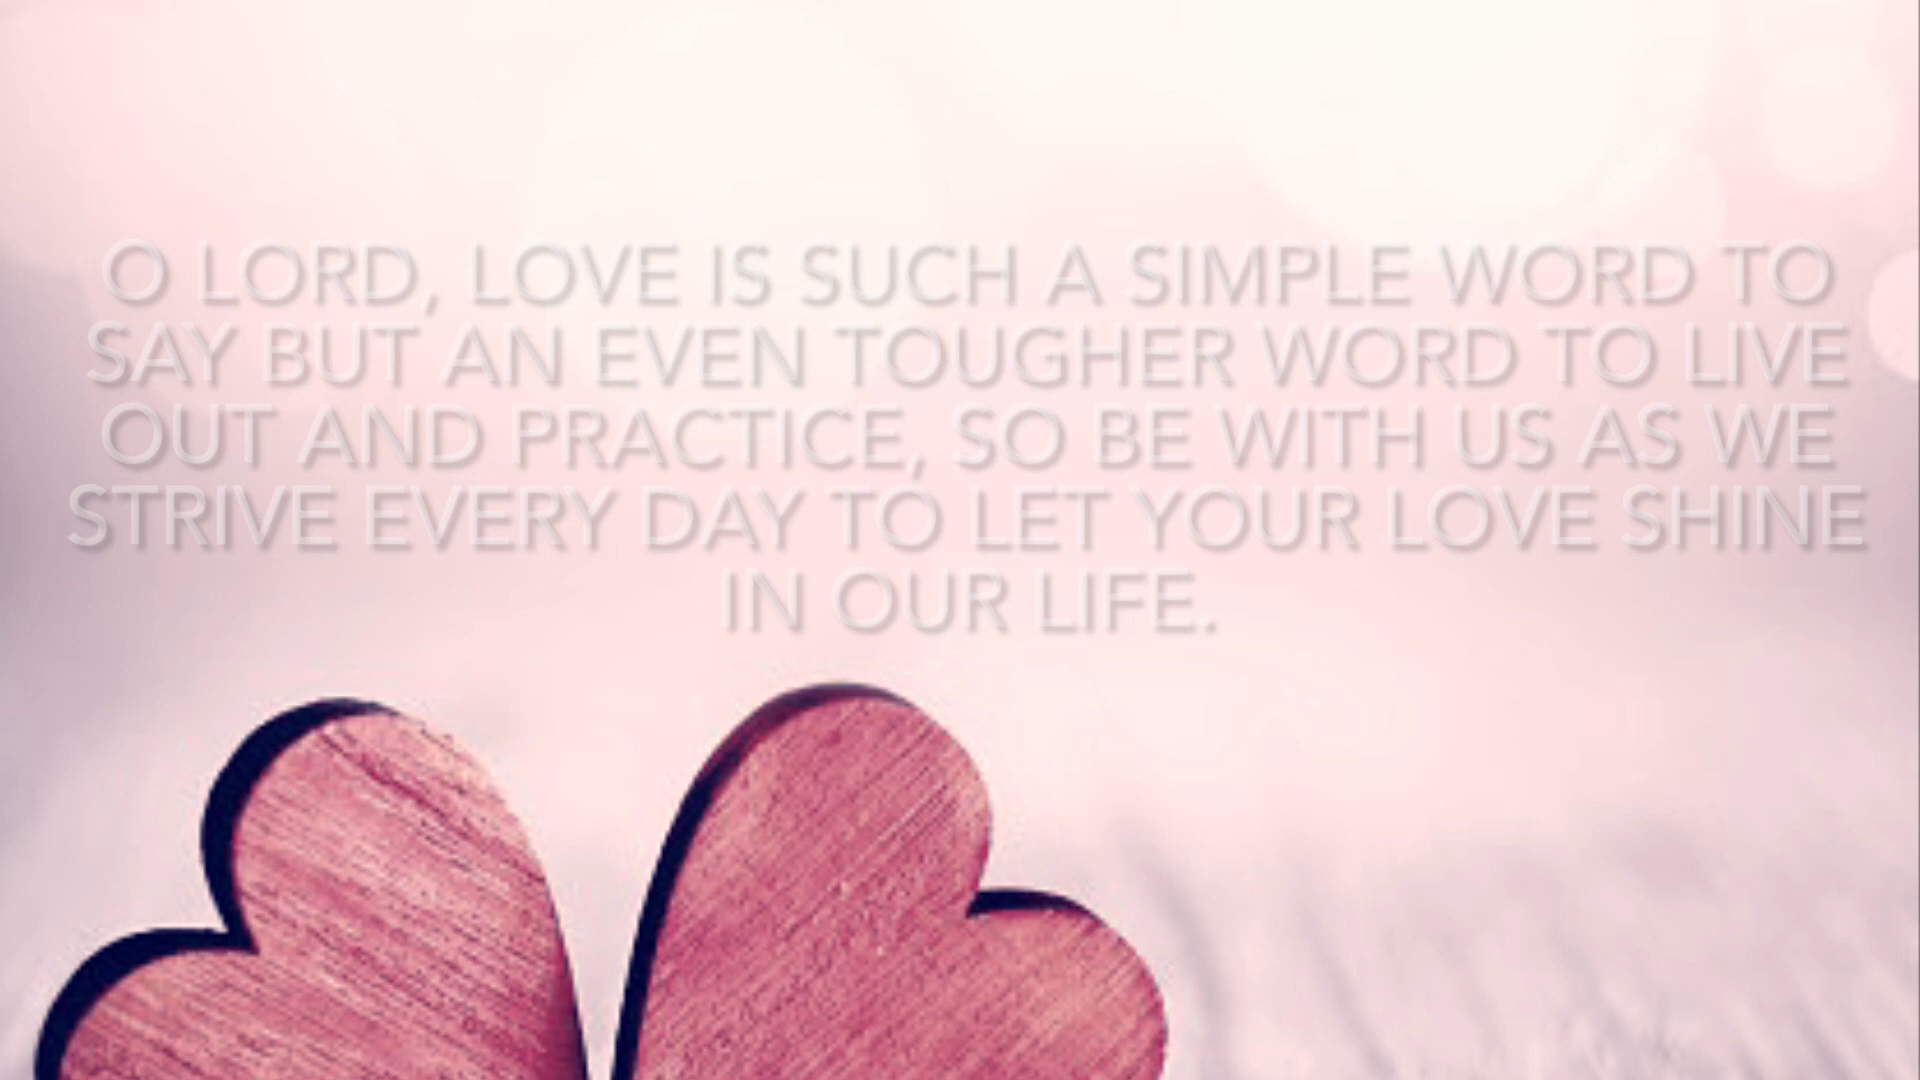 O LORD, LOVE IS SUCH A SIMPLE WORD TO
SAY BUT AN EVEN TOUGHER WORD TO LIVE
OUT AND PRACTICE, SO BE WITH US AS WE
STRIVE EVERY DAY TO LET YOUR LOVE SHINE
IN OUR LIFE.